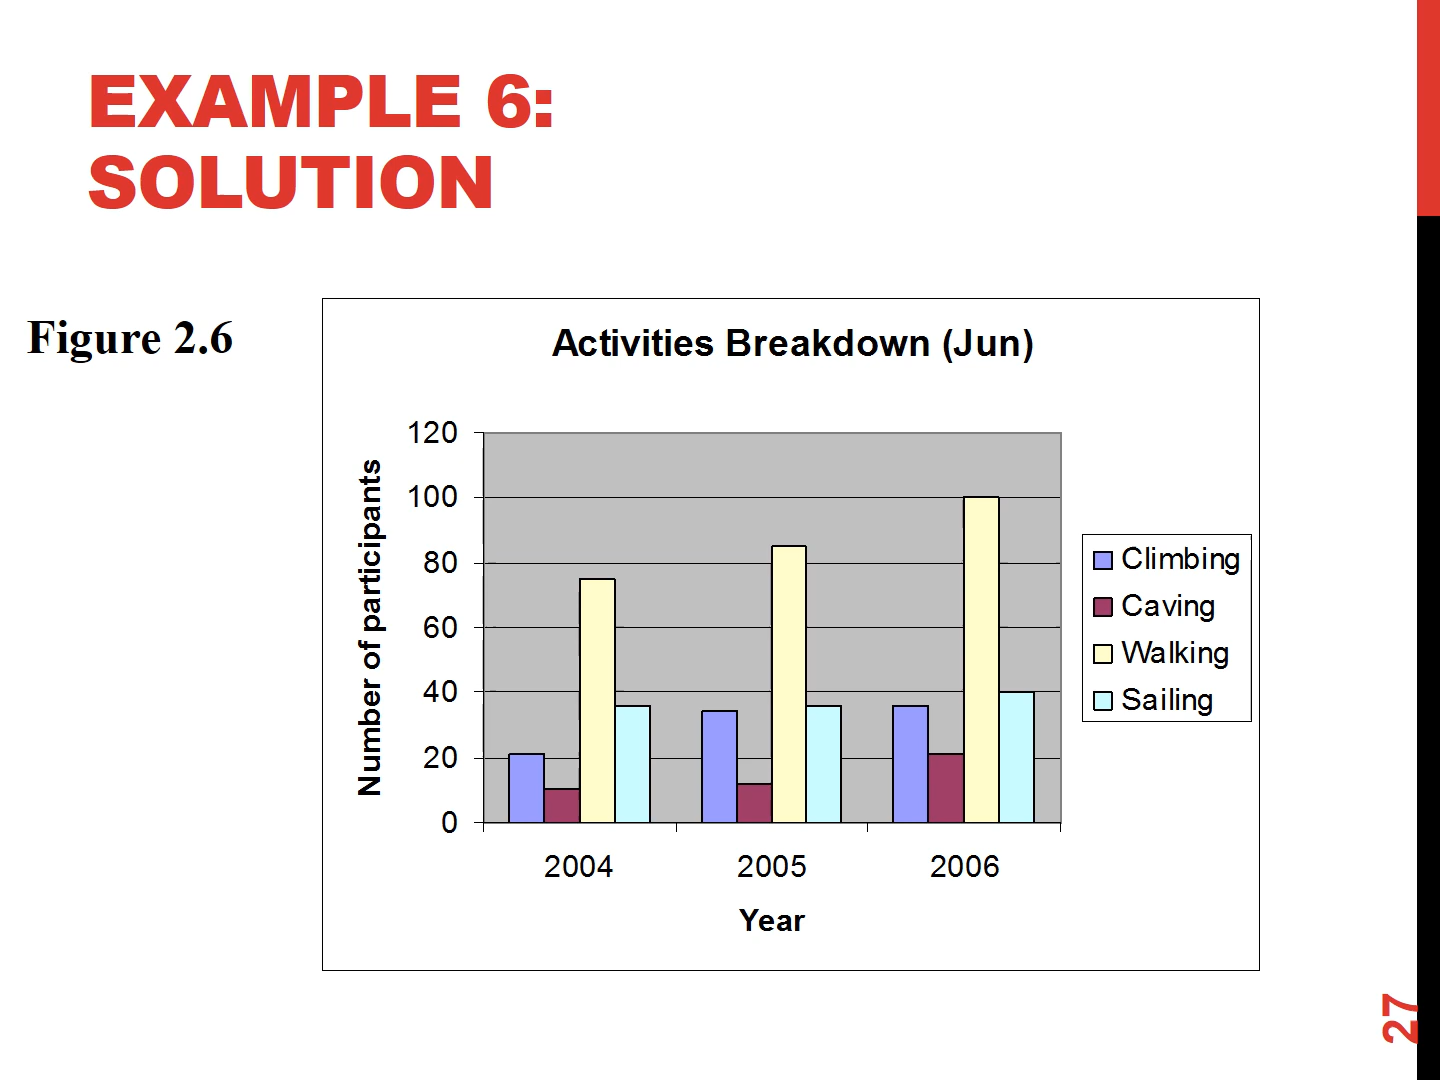 EXAMPLE 6:
SOLUTION
Figure 2.6
Activities Breakdown (Jun)
Number of participants
120
100
80
60
40
20
0
2004 2005 2006
Year
Climbing
Caving
Walking
Sailing
27